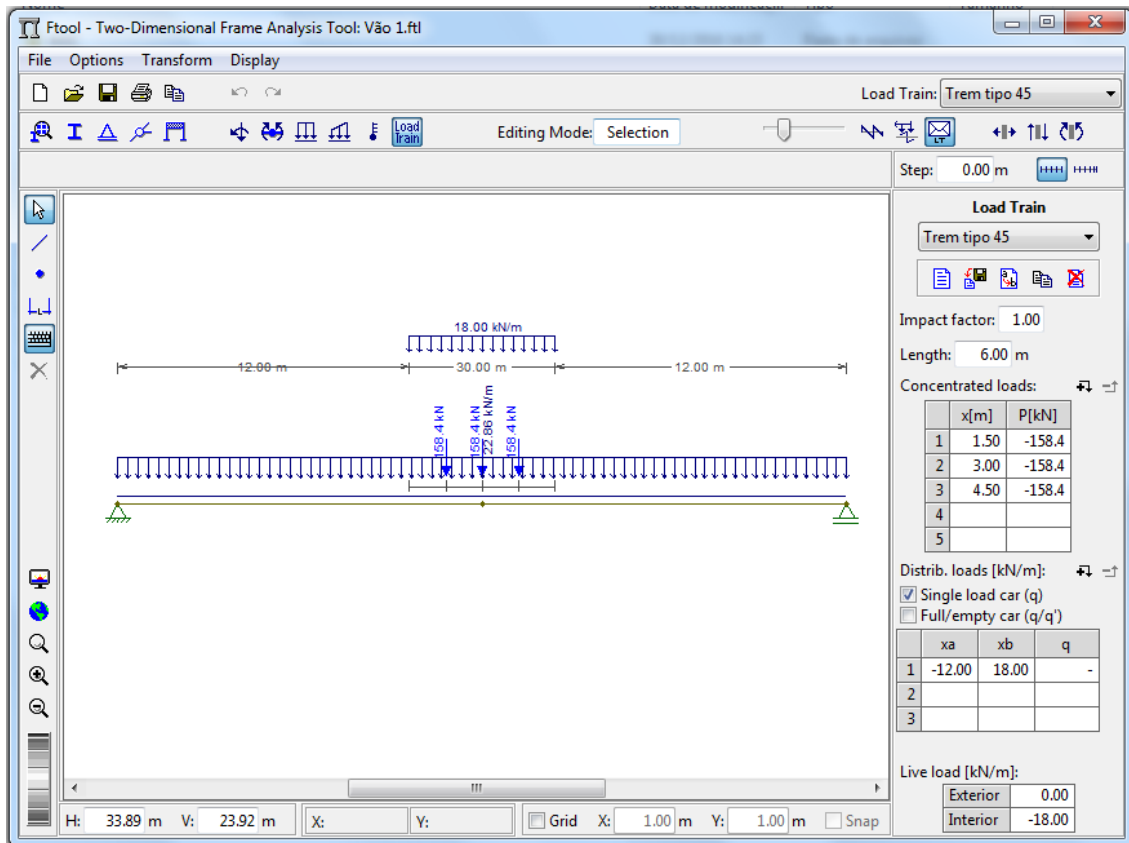 Ftool - Two-Dimensional Frame Analysis Tool: Vão 1.ftl
File Options Transform Display
Load Train: Trem tipo 45
Load Train
Editing Mode: Selection
LT
Step: 0.00 m
Load Train
Trem tipo 45
Impact factor: 1.00
Length: 6.00 m
Concentrated loads:
x[m] P[kN]
1 1.50 -158.4
2 3.00 -158.4
3 4.50 -158.4
4
5
Distrib. loads [kN/m]:
Single load car (q)
Full/empty car (q/q')
xa xb q
1 -12.00 18.00 -
2
3
Live load [kN/m]:
Exterior 0.00
Interior -18.00
L
18.00 kN/m
12.00 m 30.00 m 12.00 m
158.4 kN
158.4 kN
22.86 kN/m
158.4 kN
H: 33.89 m V: 23.92 m X: Y: Grid X: 1.00 m Y: 1.00 m Snap